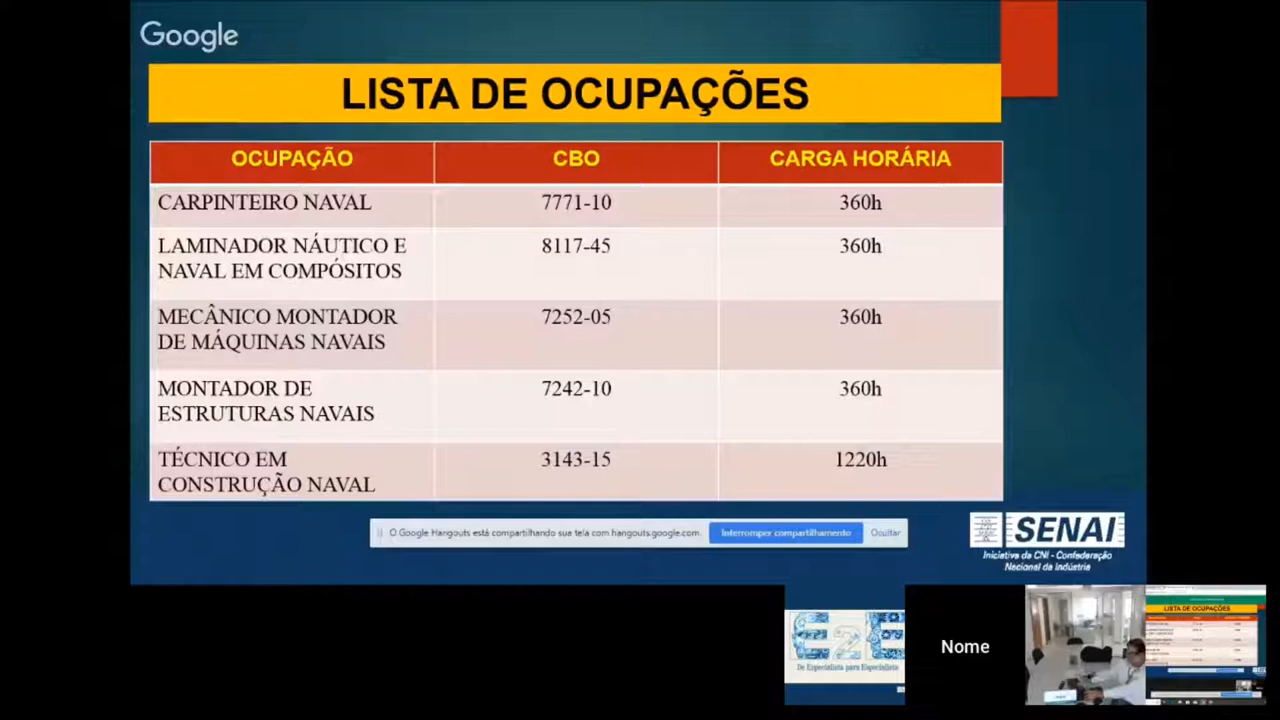 Google
LISTA DE OCUPAÇÕES
OCUPAÇÃO CBO CARGA HORÁRIA
CARPINTEIRO NAVAL 7771-10 360h
LAMINADOR NÁUTICO E 8117-45 360h
NAVAL EM COMPÓSITOS
MECÂNICO MONTADOR 7252-05 360h
DE MÁQUINAS NAVAIS
MONTADOR DE 7242-10 360h
ESTRUTURAS NAVAIS
TÉCNICO EM 3143-15 1220h
CONSTRUÇÃO NAVAL
O Google Hangouts está compartilhando sua tela com hangouts.google.com. Interromper compartilhamento Ocultar
SENAI
Iniciativa da CNI - Confederação
Nacional da Indústria
E2E
De Especialista para Especialista
Nome
LISTA DE OCUPAÇÕES